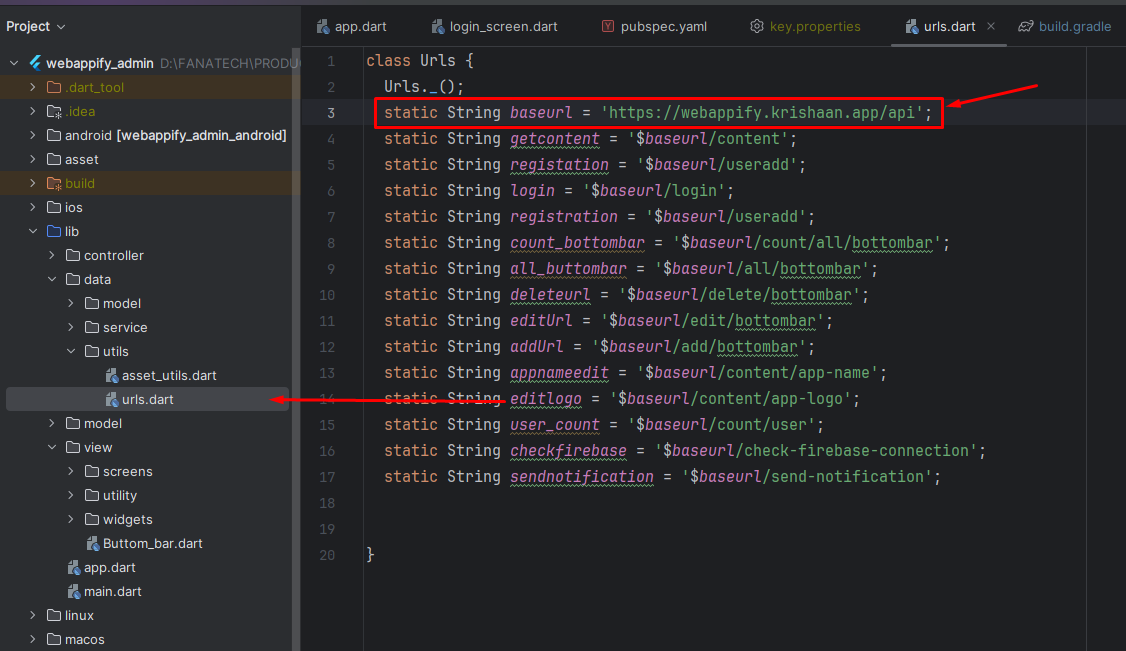 Project
app.dart
login_screen.dart
pubspec.yaml
key.properties
urls.dart
build.gradle
webappify_admin D:\FANATECH\PRODU
.dart_tool
.idea
android [webappify_admin_android]
asset
build
ios
lib
controller
data
model
service
utils
asset_utils.dart
urls.dart
model
view
screens
utility
widgets
Buttom_bar.dart
app.dart
main.dart
linux
macos
1 class Urls {
2 Urls._();
3 static String baseurl = 'https://webappify.krishaan.app/api';
4 static String getcontent = '$baseurl/content';
5 static String registation = '$baseurl/useradd';
6 static String login = '$baseurl/login';
7 static String registration = '$baseurl/useradd';
8 static String count_bottombar = '$baseurl/count/all/bottombar';
9 static String all_buttombar = '$baseurl/all/bottombar';
10 static String deleteurl = '$baseurl/delete/bottombar';
11 static String editUrl = '$baseurl/edit/bottombar';
12 static String addUrl = '$baseurl/add/bottombar';
13 static String appnameedit = '$baseurl/content/app-name';
14 static String editlogo = '$baseurl/content/app-logo';
15 static String user_count = '$baseurl/count/user';
16 static String checkfirebase = '$baseurl/check-firebase-connection';
17 static String sendnotification = '$baseurl/send-notification';
18
19
20 }